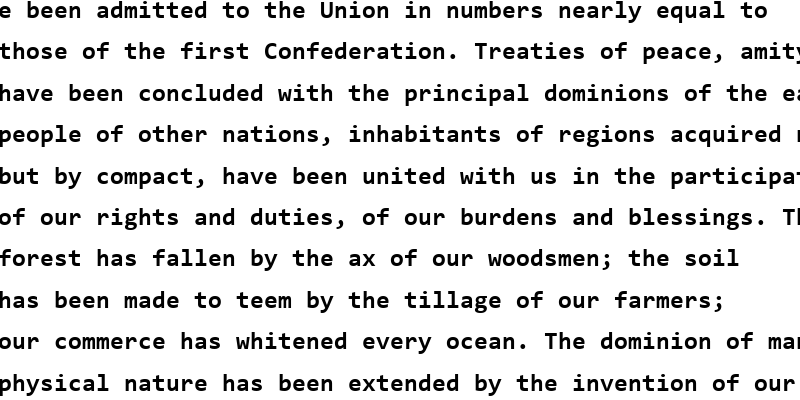 e been admitted to the Union in numbers nearly equal to
those of the first Confederation. Treaties of peace, amity
have been concluded with the principal dominions of the
people of other nations, inhabitants of regions acquired
but by compact, have been united with us in the
of our rights and duties, of our burdens and blessings.
forest has fallen by the ax of our woodsmen; the soil
has been made to teem by the tillage of our farmers;
our commerce has whitened every ocean. The dominion of
physical nature has been extended by the invention of our